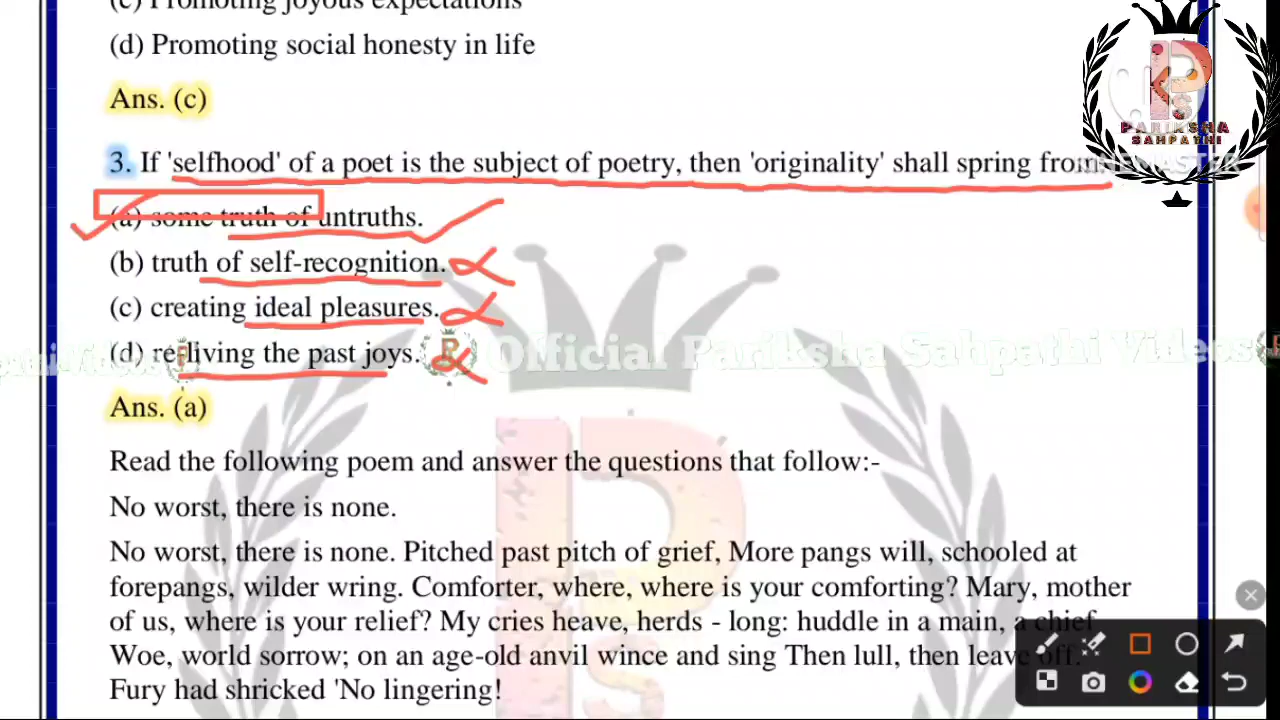 (c) Promoting joyous expectations
(d) Promoting social honesty in life
Ans. (c)
3. If 'selfhood' of a poet is the subject of poetry, then 'originality' shall spring from:
(a) some truth of untruths.
(b) truth of self-recognition.
(c) creating ideal pleasures.
(d) reliving the past joys.
Ans. (a)
Read the following poem and answer the questions that follow:-
No worst, there is none.
No worst, there is none. Pitched past pitch of grief, More pangs will, schooled at
forepangs, wilder wring. Comforter, where, where is your comforting? Mary, mother
of us, where is your relief? My cries heave, herds - long: huddle in a main, a chief
Woe, world sorrow; on an age-old anvil wince and sing Then lull, then leave off.
Fury had shricked 'No lingering!
PARIKSHA
SAHPATHI
Official Pariksha Sahpathi Videos